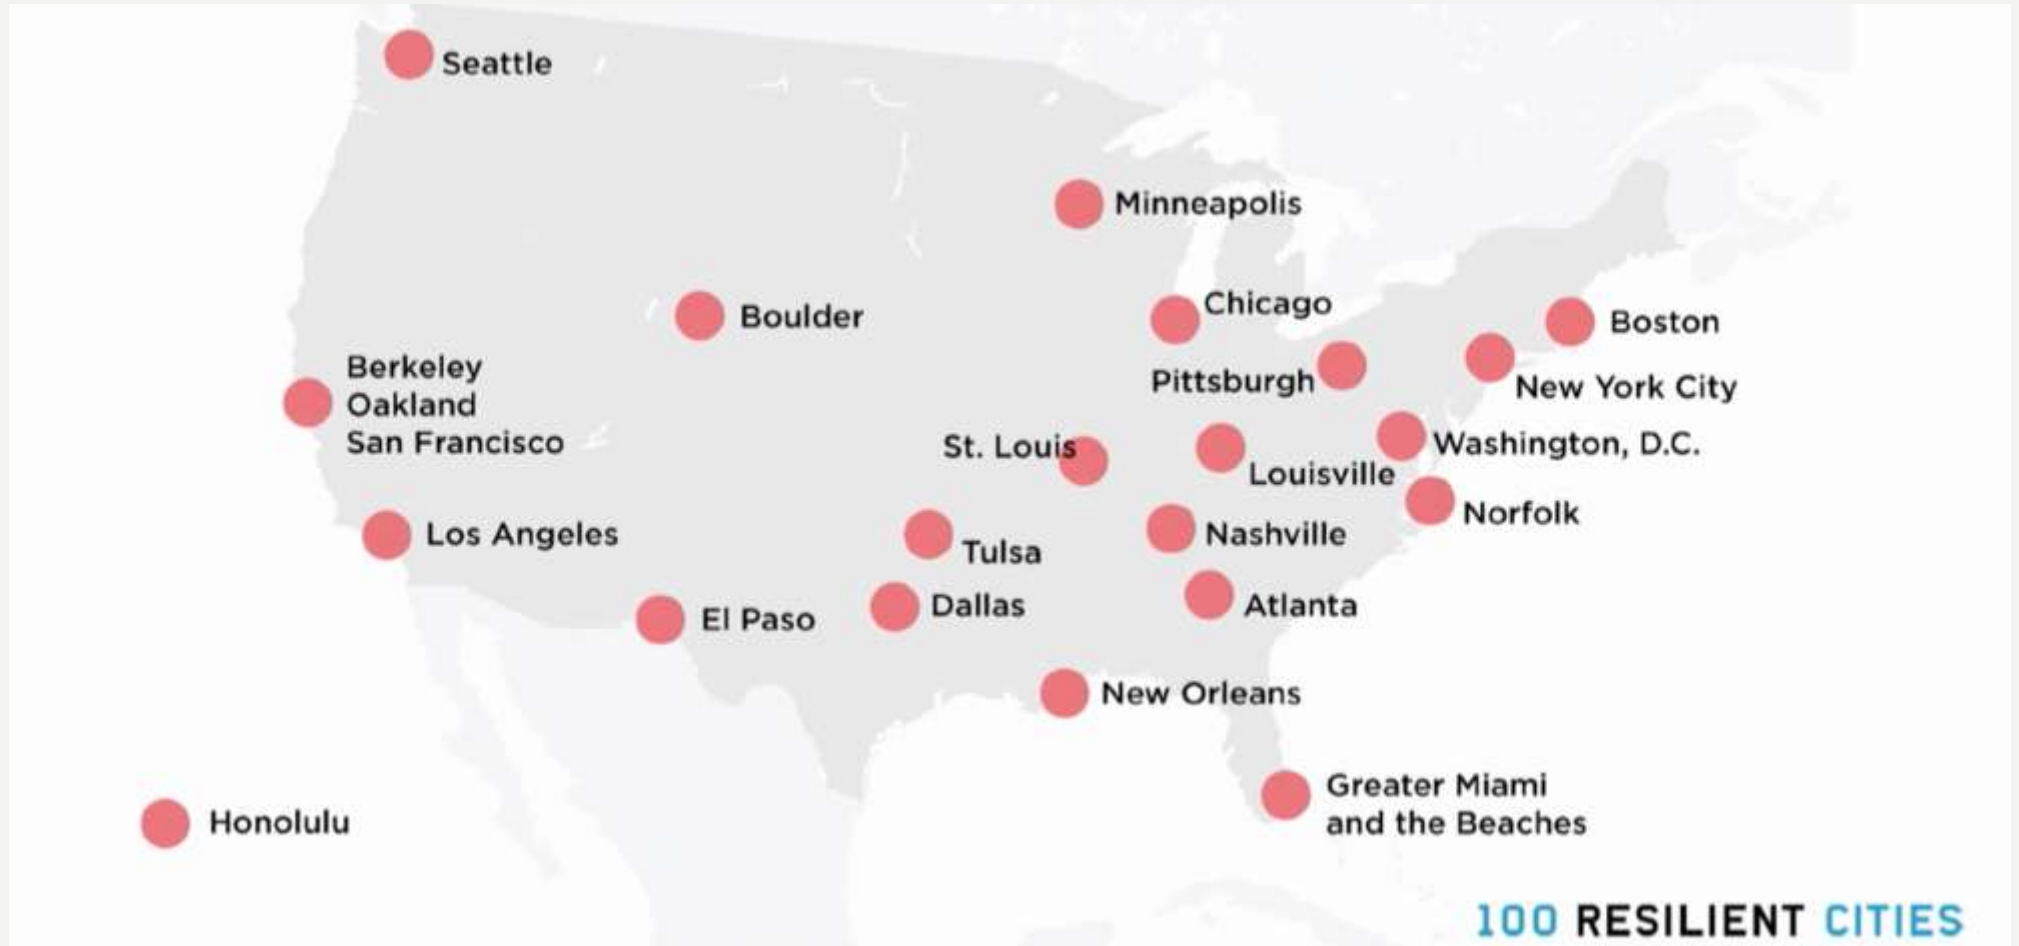 Seattle
Minneapolis
Chicago
Boulder
Boston
Berkeley
Oakland
San Francisco
Pittsburgh
New York City
St. Louis
Washington, D.C.
Louisville
Norfolk
Los Angeles
Nashville
Tulsa
El Paso
Dallas
Atlanta
New Orleans
Greater Miami
and the Beaches
Honolulu
100 RESILIENT CITIES